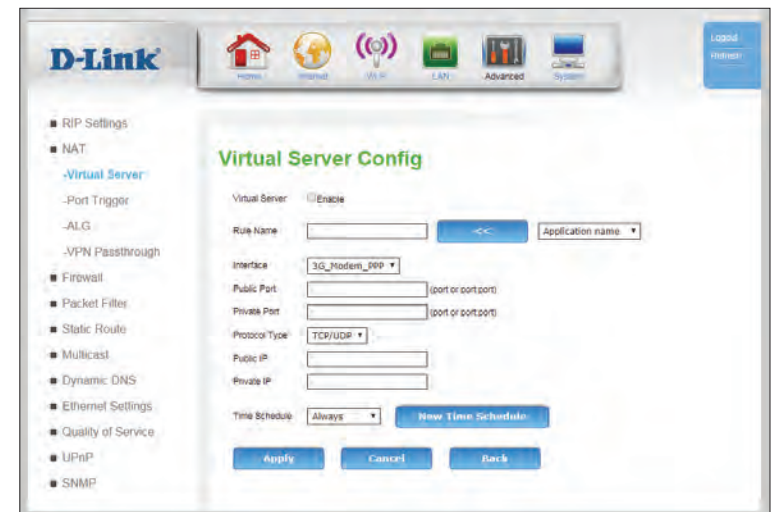 D-Link
Home
Internet
Wi-Fi
LAN
Advanced
System
Logout
Refresh
RIP Settings
NAT
-Virtual Server
-Port Trigger
-ALG
-VPN Passthrough
Firewall
Packet Filter
Static Route
Multicast
Dynamic DNS
Ethernet Settings
Quality of Service
UPnP
SNMP
Virtual Server Config
Virtual Server Enable
Rule Name << Application name
Interface 3G_Modem_PPP
Public Port (port or port:port)
Private Port (port or port:port)
Protocol Type TCP/UDP
Public IP
Private IP
Time Schedule Always New Time Schedule
Apply Cancel Back